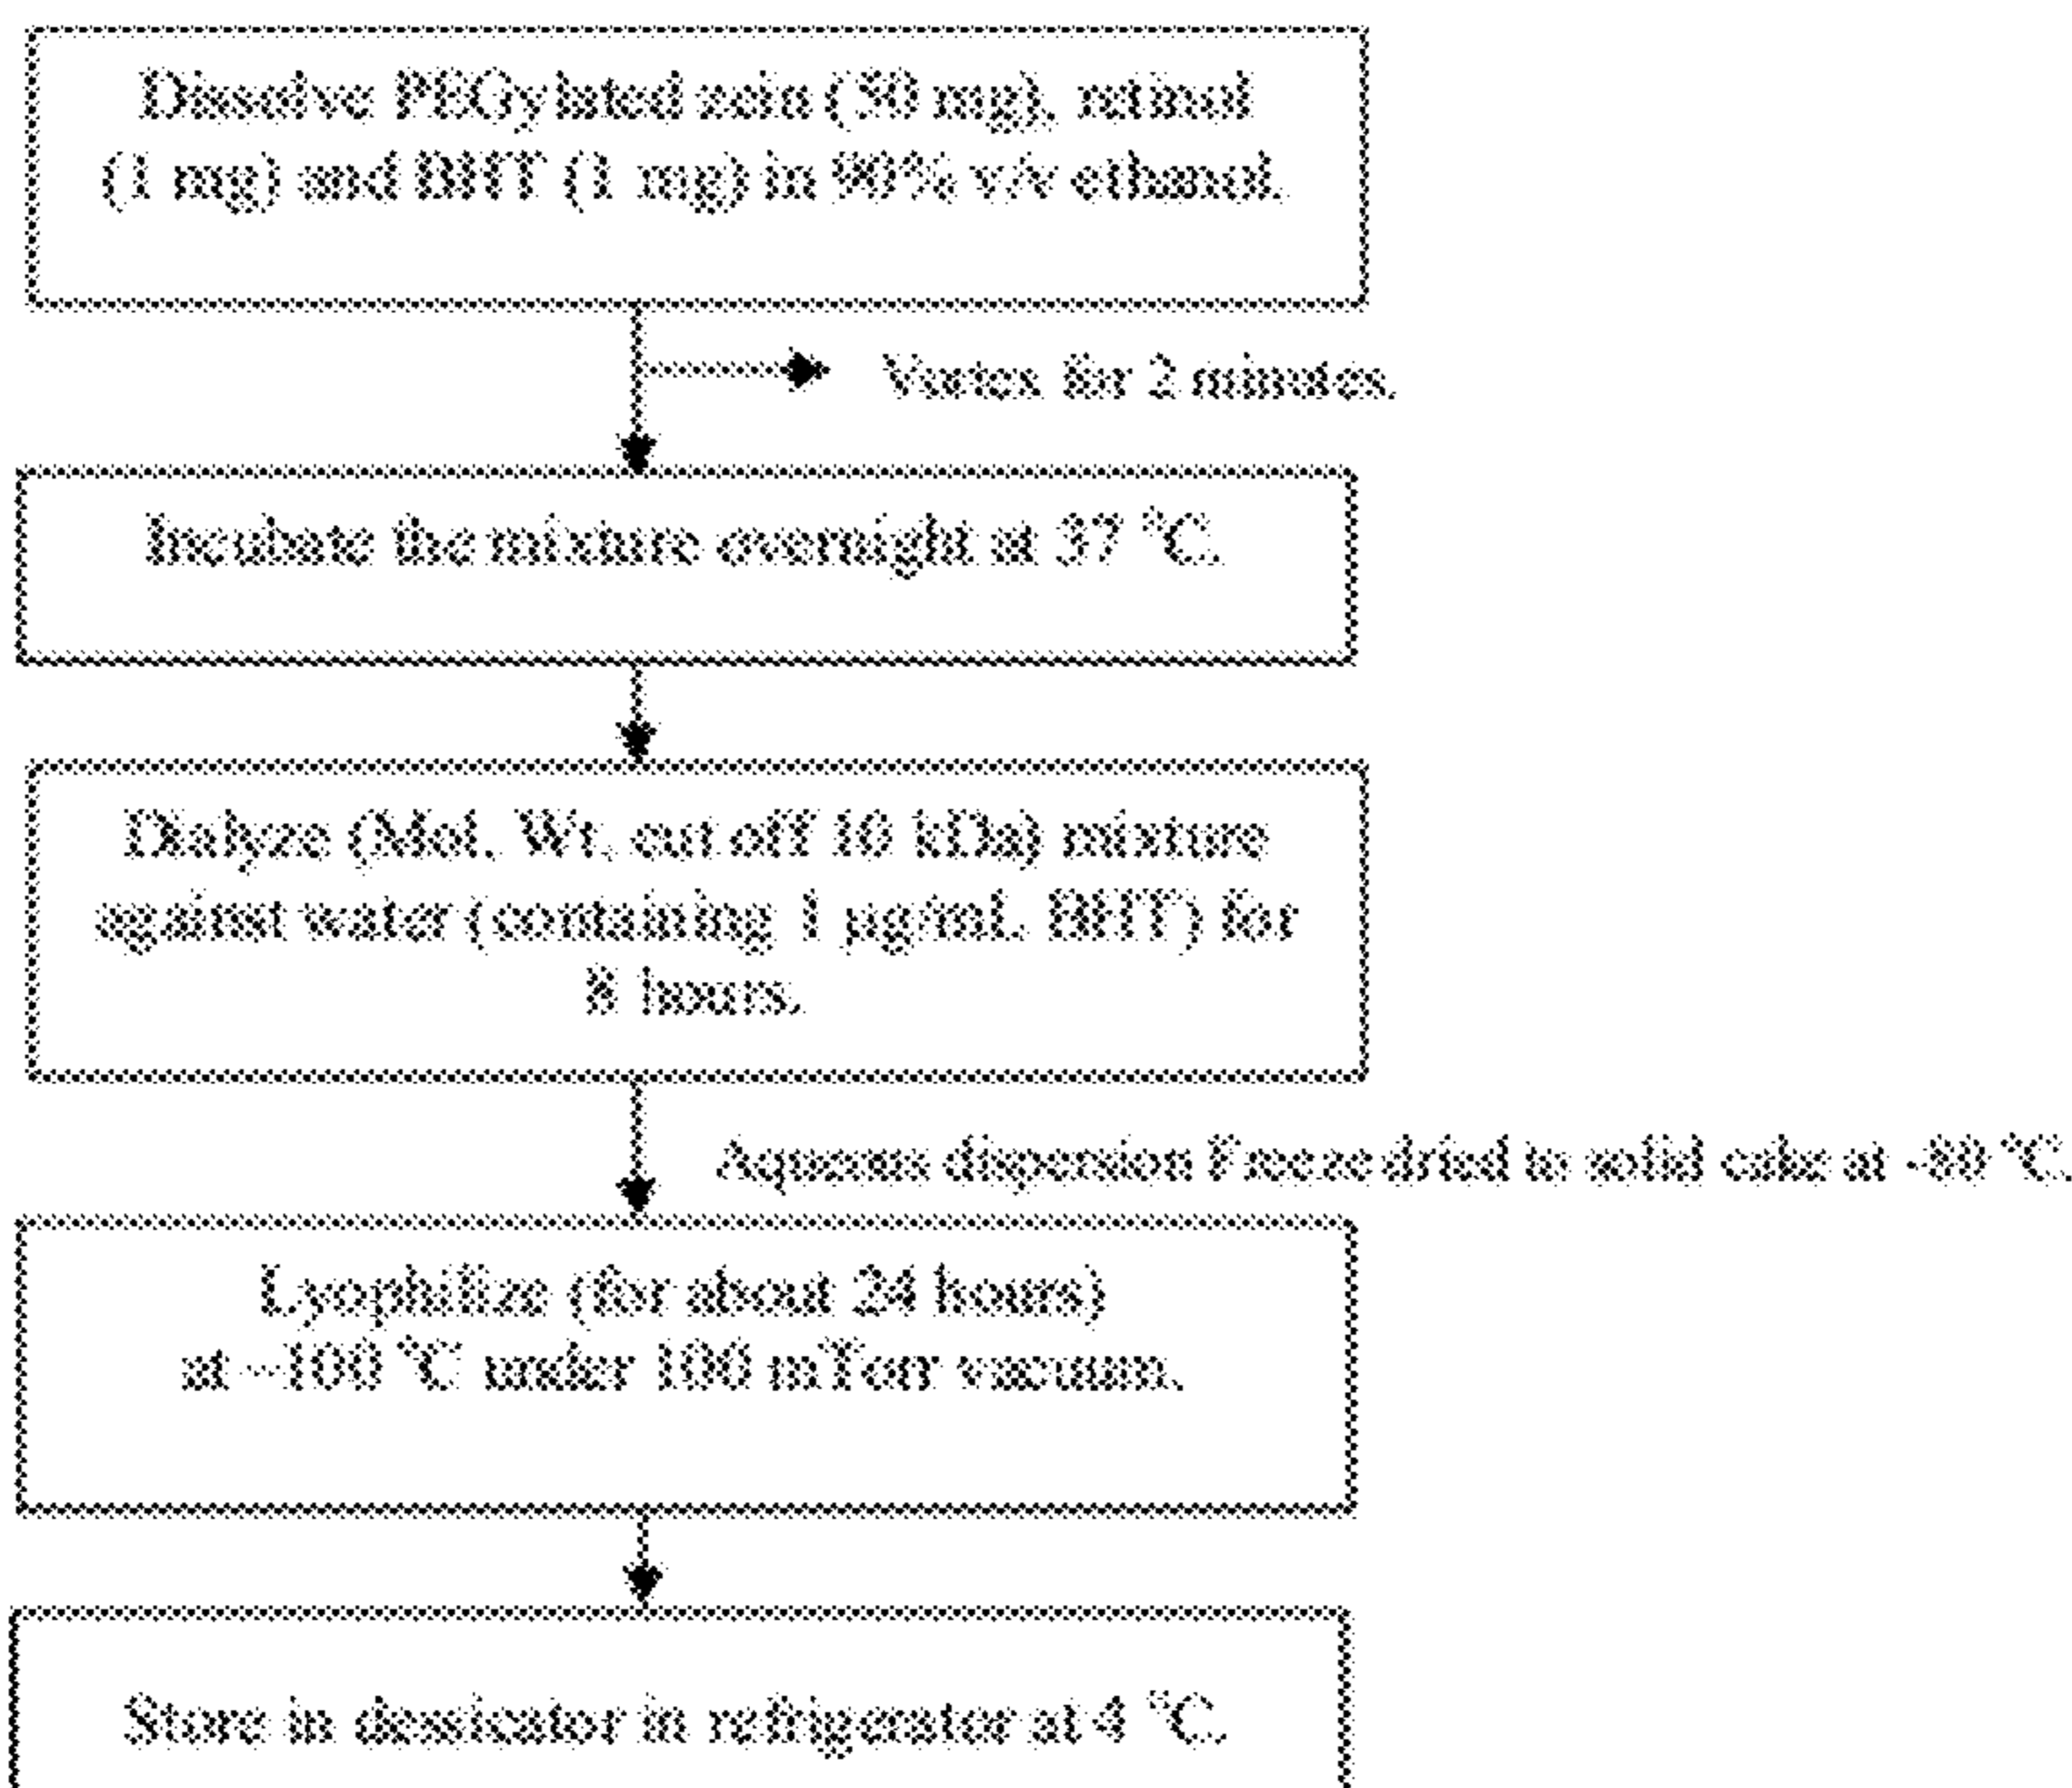 Dissolve PEGylated zein (50 mg), retinol
(1 mg) and BHT (1 mg) in 90% v/v ethanol.
Vortex for 2 minutes.
Incubate the mixture overnight at 37 °C.
Dialyze (Mol. Wt. cut off 10 kDa) mixture
against water (containing 1 µg/mL BHT) for
8 hours.
Aqueous dispersion Freeze dried to solid cake at -80 °C.
Lyophilize (for about 24 hours)
at –100 °C under 100 mTorr vacuum.
Store in dessicator in refrigerator at 4 °C.